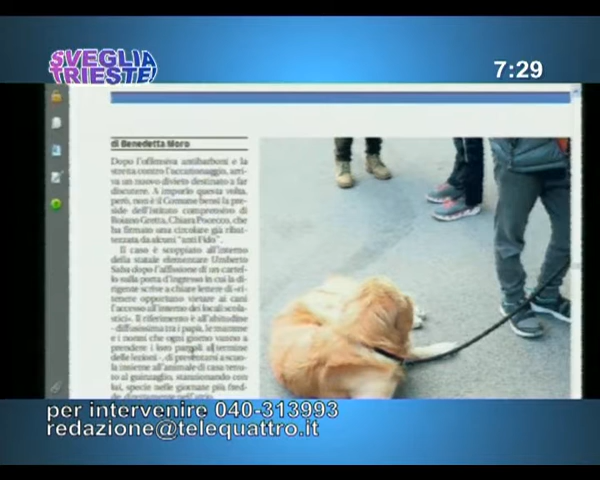 SVEGLIA
TRIESTE!
7:29
di Benedetta Moro
Dopo l'offensiva antibarboni e la
stretta contro l'accattonaggio, arri-
va un nuovo divieto destinato a far
discutere. A imporlo questa volta,
però, non è il Comune bensì la pre-
side dell'Istituto comprensivo di
Roiano Gretta, Chiara Pocecco, che
ha firmato una circolare già ribat-
tezzata da alcuni "anti Fido".
Il caso è scoppiato all'interno
della statale elementare Umberto
Saba dopo l'affissione di un cartel-
lo sulla porta d'ingresso in cui la di-
rigente scrive a chiare lettere di «ri-
tenere opportuno vietare ai cani
l'accesso all'interno dei locali scola-
stici». Il riferimento è all'abitudine
- diffusissima tra i papà, le mamme
e i nonni che ogni giorno vanno a
prendere i loro pargoli al termine
delle lezioni -, di presentarsi a scuo-
la insieme all'animale di casa tenu-
to al guinzaglio, stazionando con
lui, specie nelle giornate più fred-
de, direttamente nell'atrio.
per intervenire 040-313993
redazione@telequattro.it